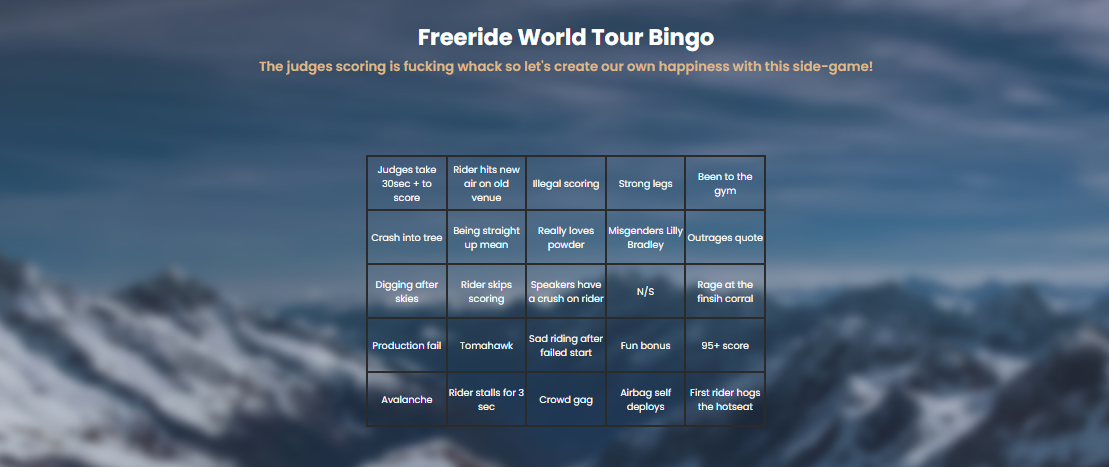 Freeride World Tour Bingo
The judges scoring is fucking whack so let's create our own happiness with this side-game!
Judges take
30sec + to
score
Rider hits new
air on old
venue
Illegal scoring
Strong legs
Been to the
gym
Crash into tree
Being straight
up mean
Really loves
powder
Misgenders Lilly
Bradley
Outrages quote
Digging after
skies
Rider skips
scoring
Speakers have
a crush on rider
N/S
Rage at the
finsih corral
Production fail
Tomahawk
Sad riding after
failed start
Fun bonus
95+ score
Avalanche
Rider stalls for 3
sec
Crowd gag
Airbag self
deploys
First rider hogs
the hotseat